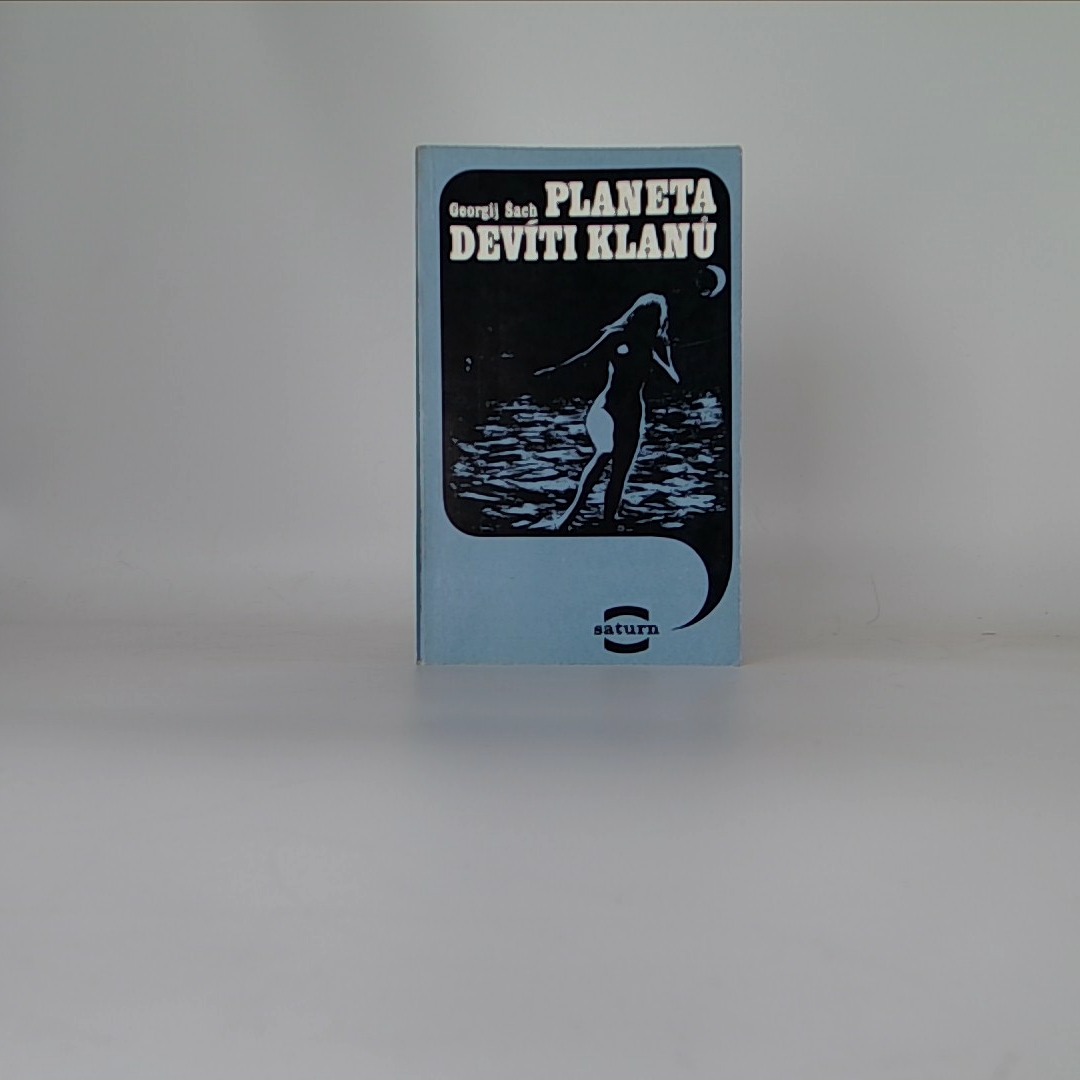 Georgij Šach PLANETA
DEVÍTI KLANŮ
saturn